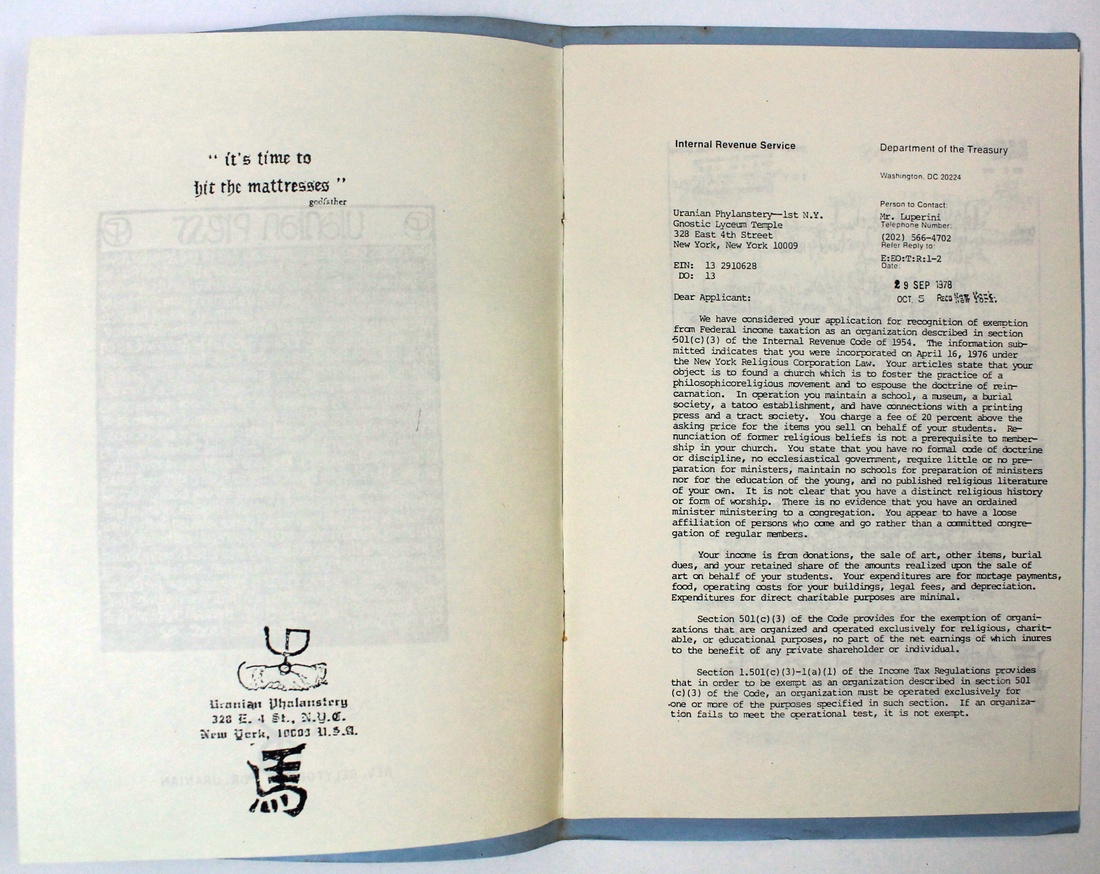 “ it's time to
hit the mattresses ”
godfather
Uranian Phalanstery
328 E. 4 St., N.Y.C.
New York, 10003 U.S.A.
馬
Internal Revenue Service
Department of the Treasury
Washington, DC 20224
Person to Contact:
Mr. Luperini
Telephone Number:
(202) 566-4702
Refer Reply to:
E:EO:T:R:1-2
Date:
29 SEP 1978
OCT 5
Uranian Phylanstery—1st N.Y.
Gnostic Lyceum Temple
328 East 4th Street
New York, New York 10009
EIN: 13 2910628
DO: 13
Dear Applicant:
We have considered your application for recognition of exemption
from Federal income taxation as an organization described in section
501(c)(3) of the Internal Revenue Code of 1954. The information sub-
mitted indicates that you were incorporated on April 16, 1976 under
the New York Religious Corporation Law. Your articles state that your
object is to found a church which is to foster the practice of a
philosophicoreligious movement and to espouse the doctrine of rein-
carnation. In operation you maintain a school, a museum, a burial
society, a tatoo establishment, and have connections with a printing
press and a tract society. You charge a fee of 20 percent above the
asking price for the items you sell on behalf of your students. Re-
nunciation of former religious beliefs is not a prerequisite to member-
ship in your church. You state that you have no formal code of doctrine
or discipline, no ecclesiastical government, require little or no pre-
paration for ministers, maintain no schools for preparation of ministers
nor for the education of the young, and no published religious literature
of your own. It is not clear that you have a distinct religious history
or form of worship. There is no evidence that you have an ordained
minister ministering to a congregation. You appear to have a loose
affiliation of persons who come and go rather than a committed congre-
gation of regular members.
Your income is from donations, the sale of art, other items, burial
dues, and your retained share of the amounts realized upon the sale of
art on behalf of your students. Your expenditures are for mortage payments,
food, operating costs for your buildings, legal fees, and depreciation.
Expenditures for direct charitable purposes are minimal.
Section 501(c)(3) of the Code provides for the exemption of organi-
zations that are organized and operated exclusively for religious, charit-
able, or educational purposes, no part of the net earnings of which inures
to the benefit of any private shareholder or individual.
Section 1.501(c)(3)-1(a)(1) of the Income Tax Regulations provides
that in order to be exempt as an organization described in section 501
(c)(3) of the Code, an organization must be operated exclusively for
one or more of the purposes specified in such section. If an organiza-
tion fails to meet the operational test, it is not exempt.